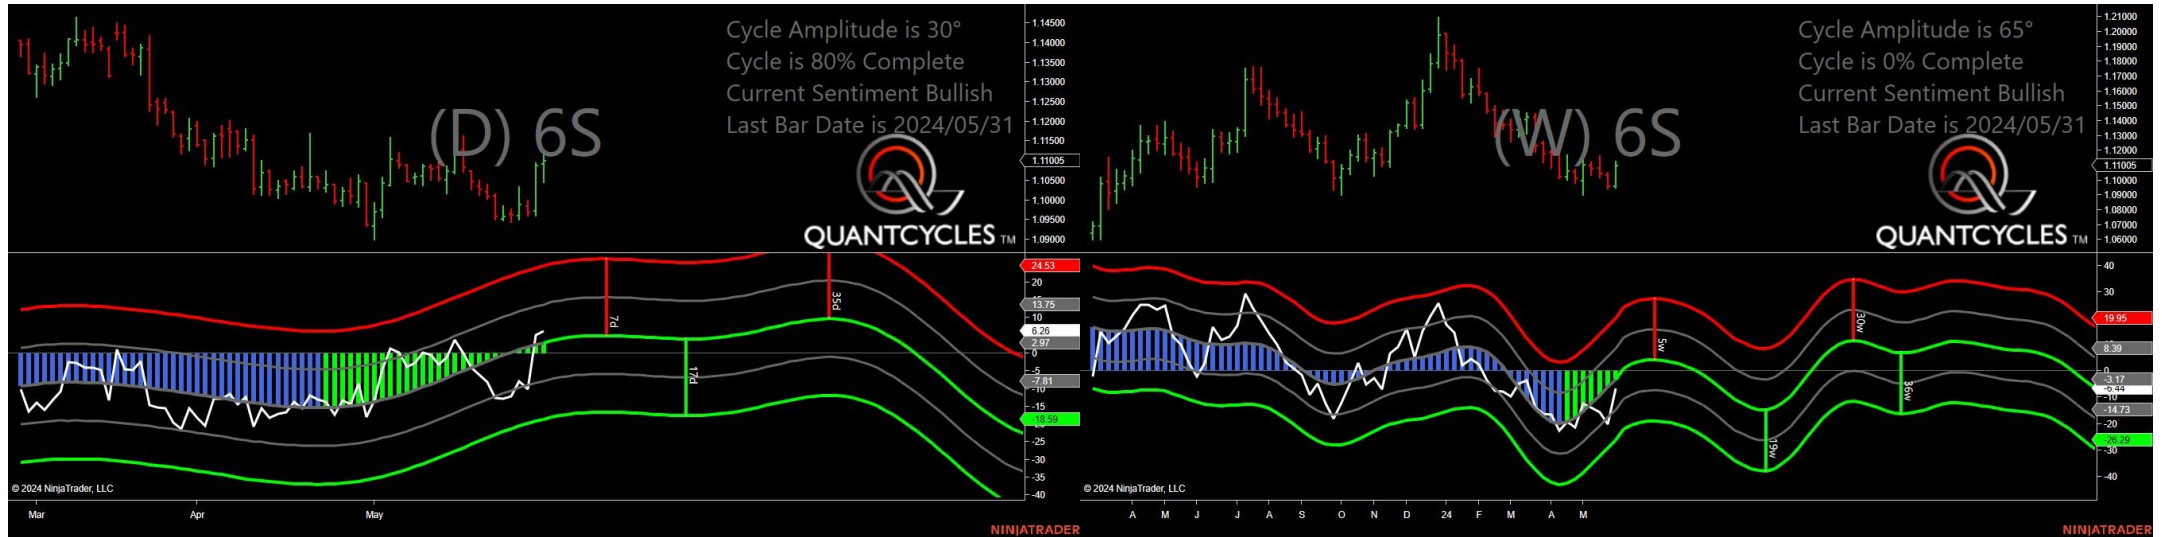 Cycle Amplitude is 30°
Cycle is 80% Complete
Current Sentiment Bullish
Last Bar Date is 2024/05/31
(D) 6S
QUANTCYCLES TM
1.14500
1.14000
1.13500
1.13000
1.12500
1.12000
1.11500
1.11005
1.10500
1.10000
1.09500
1.09000
24.53
20
13.75
10
6.26
2.97
0
-5
-7.81
-10
-15
-18.59
-25
-30
-35
-40
7d
17d
35d
© 2024 NinjaTrader, LLC
Mar
Apr
May
NINJATRADER
Cycle Amplitude is 65°
Cycle is 0% Complete
Current Sentiment Bullish
Last Bar Date is 2024/05/31
(W) 6S
QUANTCYCLES TM
1.21000
1.20000
1.19000
1.18000
1.17000
1.16000
1.15000
1.14000
1.13000
1.12000
1.11005
1.10000
1.09000
1.08000
1.07000
1.06000
40
30
19.95
8.39
0
-3.17
-10
-14.73
-20
-26.29
-30
-40
5w
19w
30w
36w
© 2024 NinjaTrader, LLC
A M J J A S O N D 24 F M A M
NINJATRADER